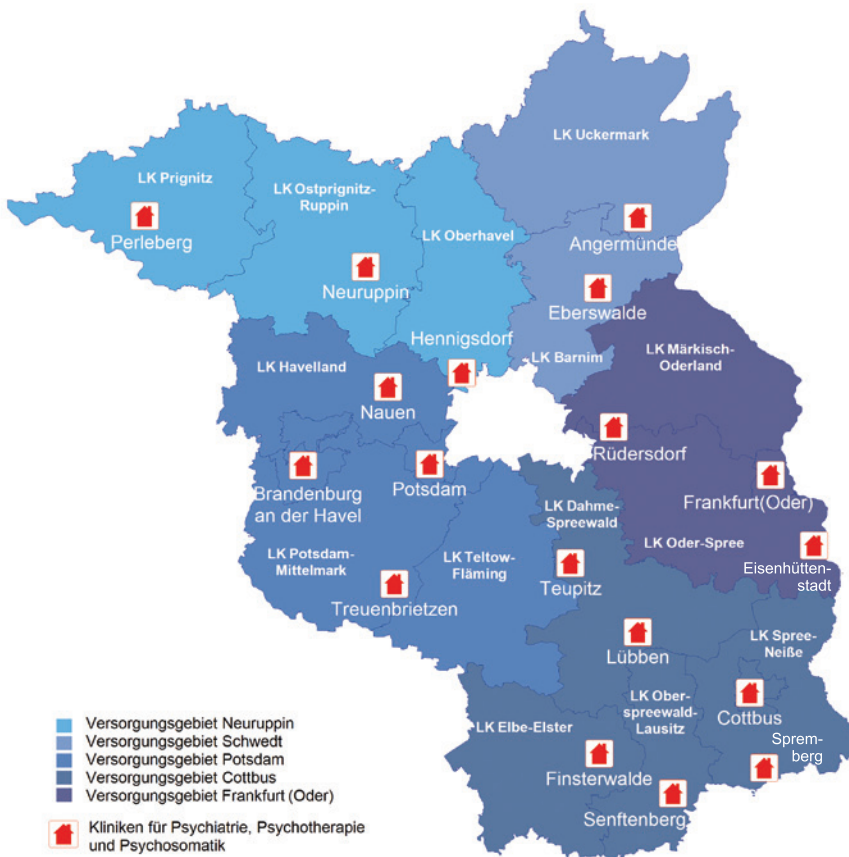 LK Uckermark
LK Prignitz
LK Ostprignitz-
Ruppin
LK Oberhavel
Perleberg
Angermünde
Neuruppin
Eberswalde
Hennigsdorf
LK Barnim
LK Märkisch-
Oderland
LK Havelland
Nauen
Rüdersdorf
Brandenburg
an der Havel
Potsdam
Frankfurt(Oder)
LK Dahme-
Spreewald
LK Oder-Spree
LK Potsdam-
Mittelmark
LK Teltow-
Fläming
Eisenhütten-
stadt
Teupitz
Treuenbrietzen
LK Spree-
Neiße
Lübben
LK Ober-
spreewald-
Lausitz
LK Elbe-Elster
Cottbus
Sprem-
berg
Finsterwalde
Senftenberg
Versorgungsgebiet Neuruppin
Versorgungsgebiet Schwedt
Versorgungsgebiet Potsdam
Versorgungsgebiet Cottbus
Versorgungsgebiet Frankfurt (Oder)
Kliniken für Psychiatrie, Psychotherapie
und Psychosomatik